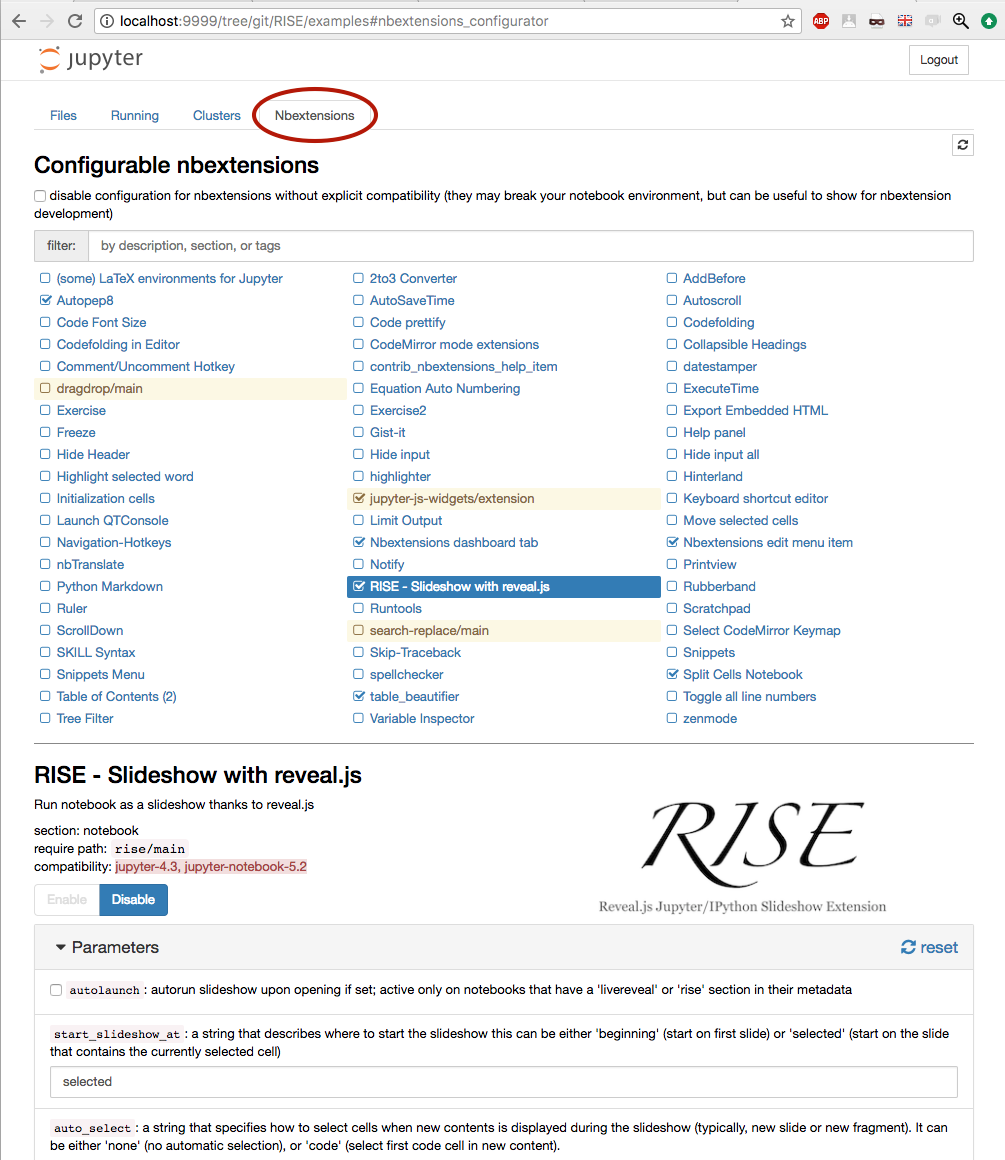 localhost:9999/tree/git/RISE/examples#nbextensions_configurator
ABP
jupyter
Logout
Files Running Clusters Nbextensions
Configurable nbextensions
disable configuration for nbextensions without explicit compatibility (they may break your notebook environment, but can be useful to show for nbextension
development)
filter: by description, section, or tags
(some) LaTeX environments for Jupyter 2to3 Converter AddBefore
Autopep8 AutoSaveTime Autoscroll
Code Font Size Code prettify Codefolding
Codefolding in Editor CodeMirror mode extensions Collapsible Headings
Comment/Uncomment Hotkey contrib_nbextensions_help_item datestamper
dragdrop/main Equation Auto Numbering ExecuteTime
Exercise Exercise2 Export Embedded HTML
Freeze Gist-it Help panel
Hide Header Hide input Hide input all
Highlight selected word highlighter Hinterland
Initialization cells jupyter-js-widgets/extension Keyboard shortcut editor
Launch QTConsole Limit Output Move selected cells
Navigation-Hotkeys Nbextensions dashboard tab Nbextensions edit menu item
nbTranslate Notify Printview
Python Markdown RISE - Slideshow with reveal.js Rubberband
Ruler Runtools Scratchpad
ScrollDown search-replace/main Select CodeMirror Keymap
SKILL Syntax Skip-Traceback Snippets
Snippets Menu spellchecker Split Cells Notebook
Table of Contents (2) table_beautifier Toggle all line numbers
Tree Filter Variable Inspector zenmode
RISE - Slideshow with reveal.js
Run notebook as a slideshow thanks to reveal.js
section: notebook
require path: rise/main
compatibility: jupyter-4.3, jupyter-notebook-5.2
Enable Disable
RISE
Reveal.js Jupyter/IPython Slideshow Extension
Parameters reset
autolaunch : autorun slideshow upon opening if set; active only on notebooks that have a 'livereveal' or 'rise' section in their metadata
start_slideshow_at : a string that describes where to start the slideshow this can be either 'beginning' (start on first slide) or 'selected' (start on the slide
that contains the currently selected cell)
selected
auto_select : a string that specifies how to select cells when new contents is displayed during the slideshow (typically, new slide or new fragment). It can
be either 'none' (no automatic selection), or 'code' (select first code cell in new content).